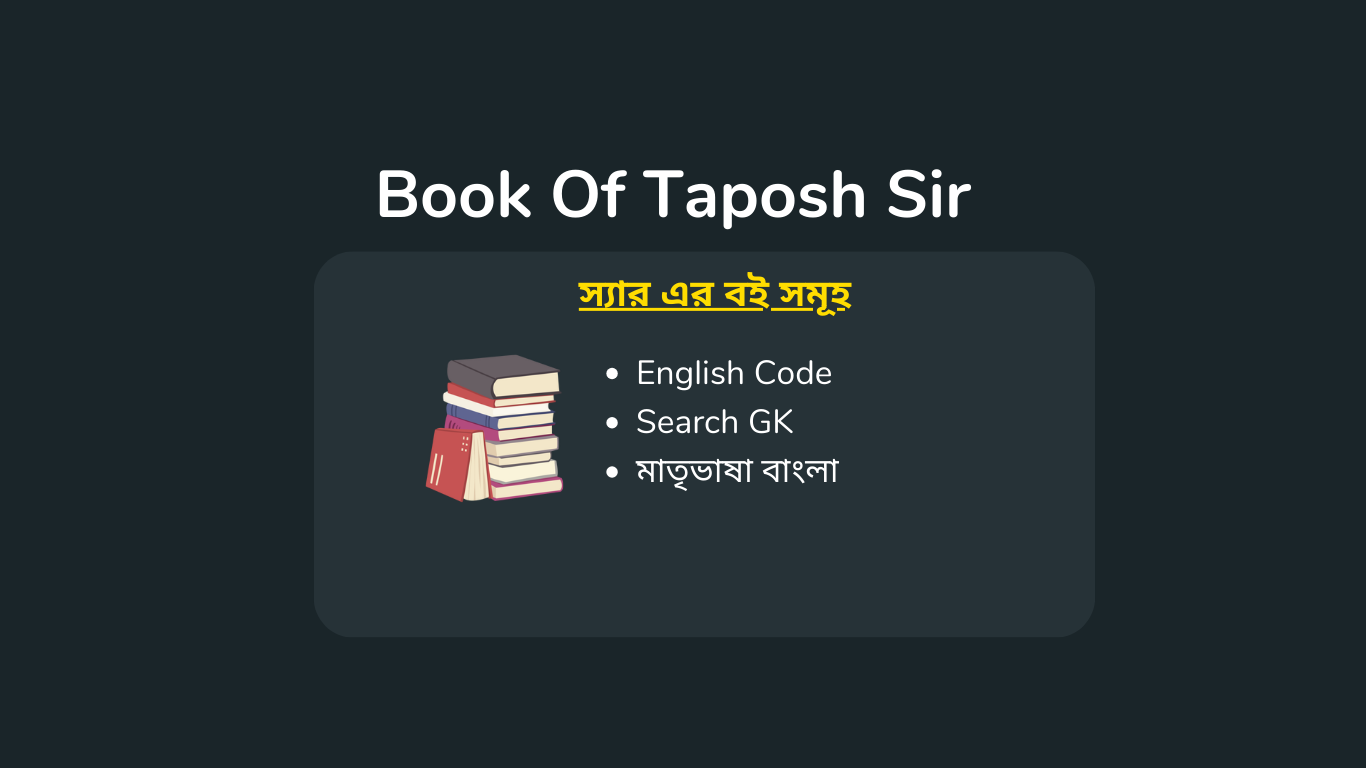 Book Of Taposh Sir
স্যার এর বই সমূহ
English Code
Search GK
মাতৃভাষা বাংলা